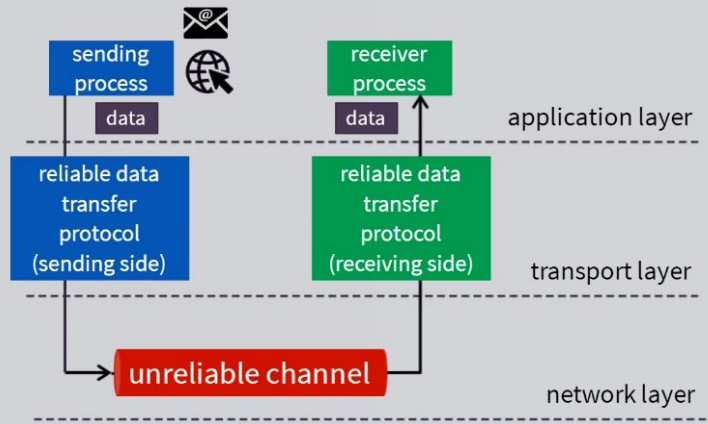 @
sending
process
receiver
process
data
data
application layer
reliable data
transfer
protocol
(sending side)
reliable data
transfer
protocol
(receiving side)
transport layer
unreliable channel
network layer